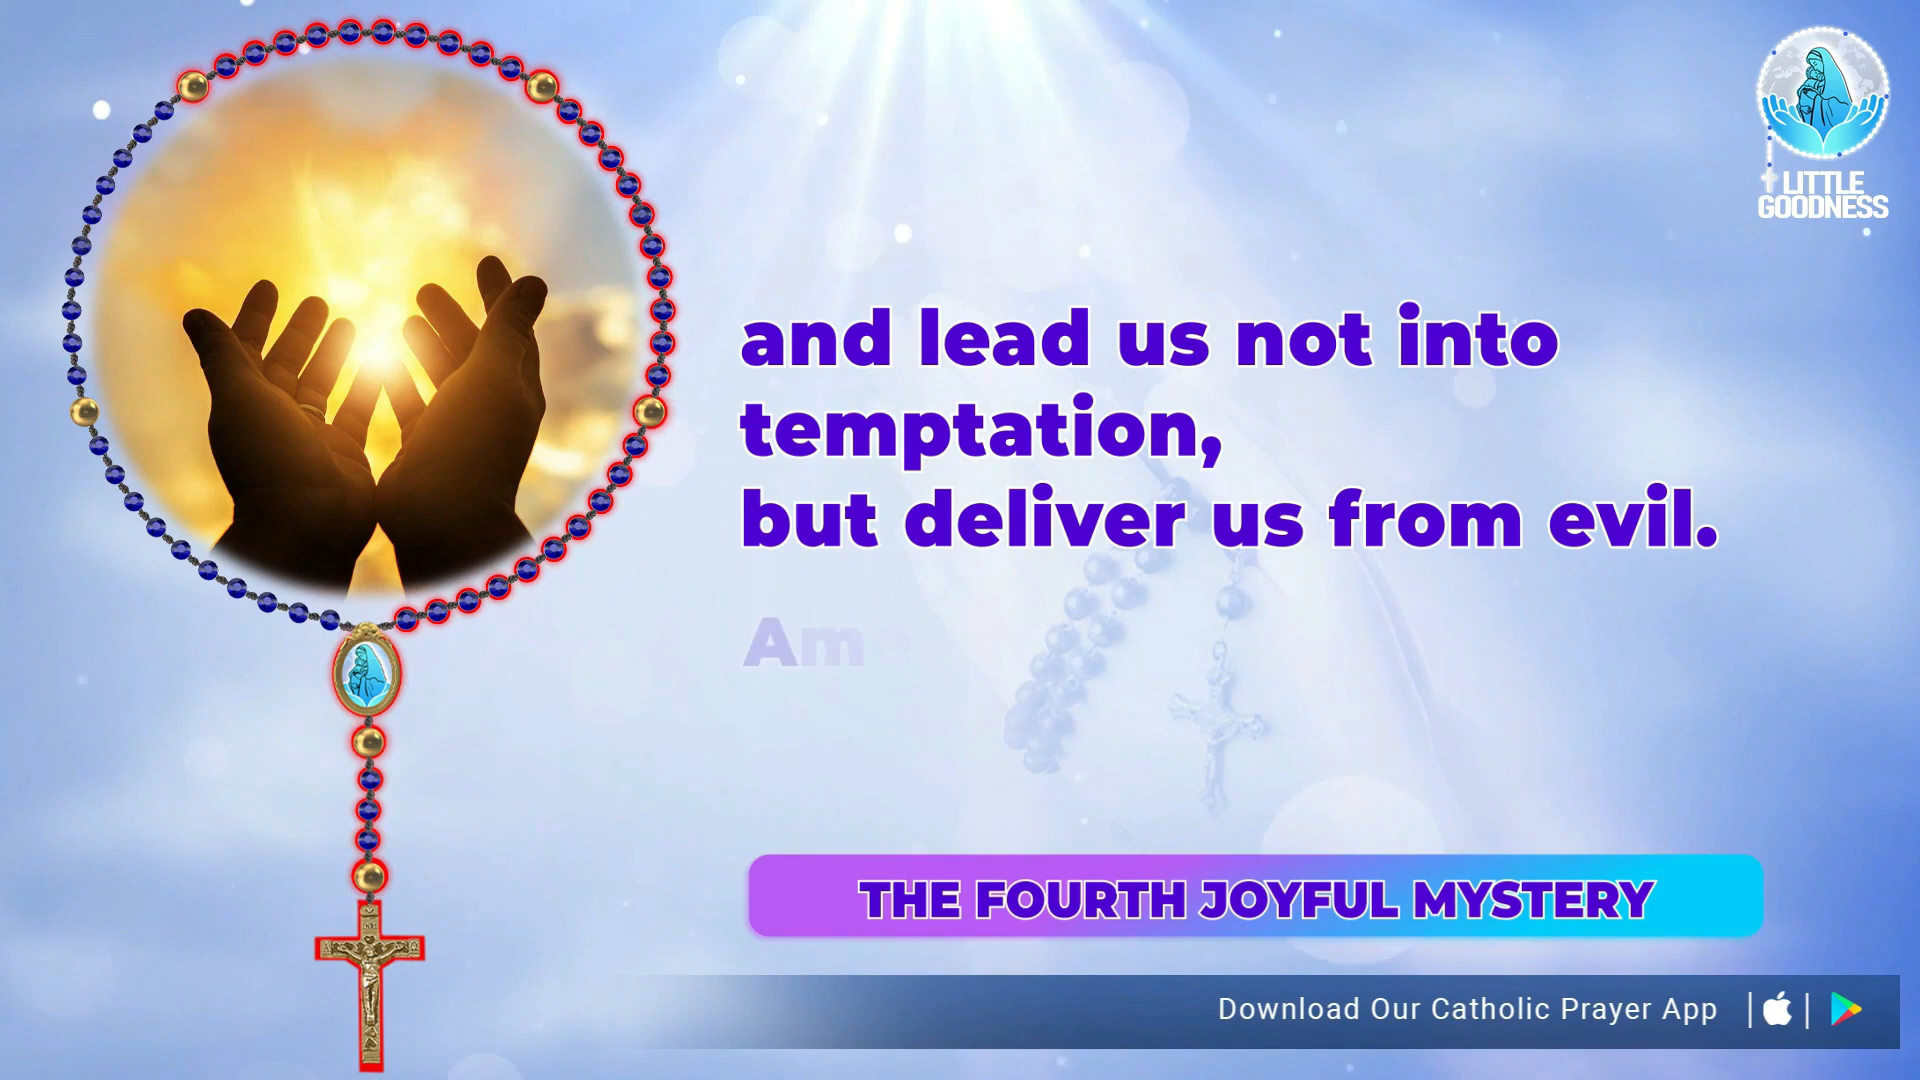 LITTLE
GOODNESS
and lead us not into
temptation,
but deliver us from evil.
Am
THE FOURTH JOYFUL MYSTERY
Download Our Catholic Prayer App